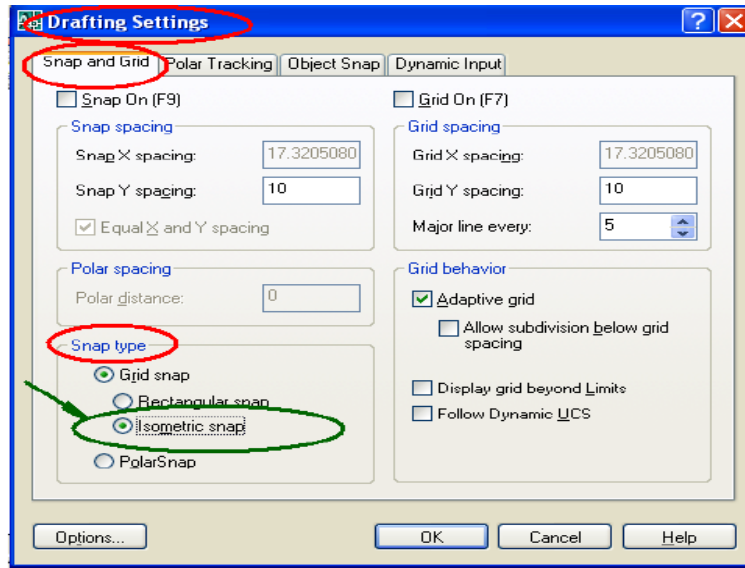 Drafting Settings
Snap and Grid Polar Tracking Object Snap Dynamic Input
Snap On (F9)
Snap spacing
Snap X spacing: 17.3205080
Snap Y spacing: 10
Equal X and Y spacing
Polar spacing
Polar distance: 0
Snap type
Grid snap
Rectangular snap
Isometric snap
PolarSnap
Grid On (F7)
Grid spacing
Grid X spacing: 17.3205080
Grid Y spacing: 10
Major line every: 5
Grid behavior
Adaptive grid
Allow subdivision below grid
spacing
Display grid beyond Limits
Follow Dynamic UCS
Options... OK Cancel Help